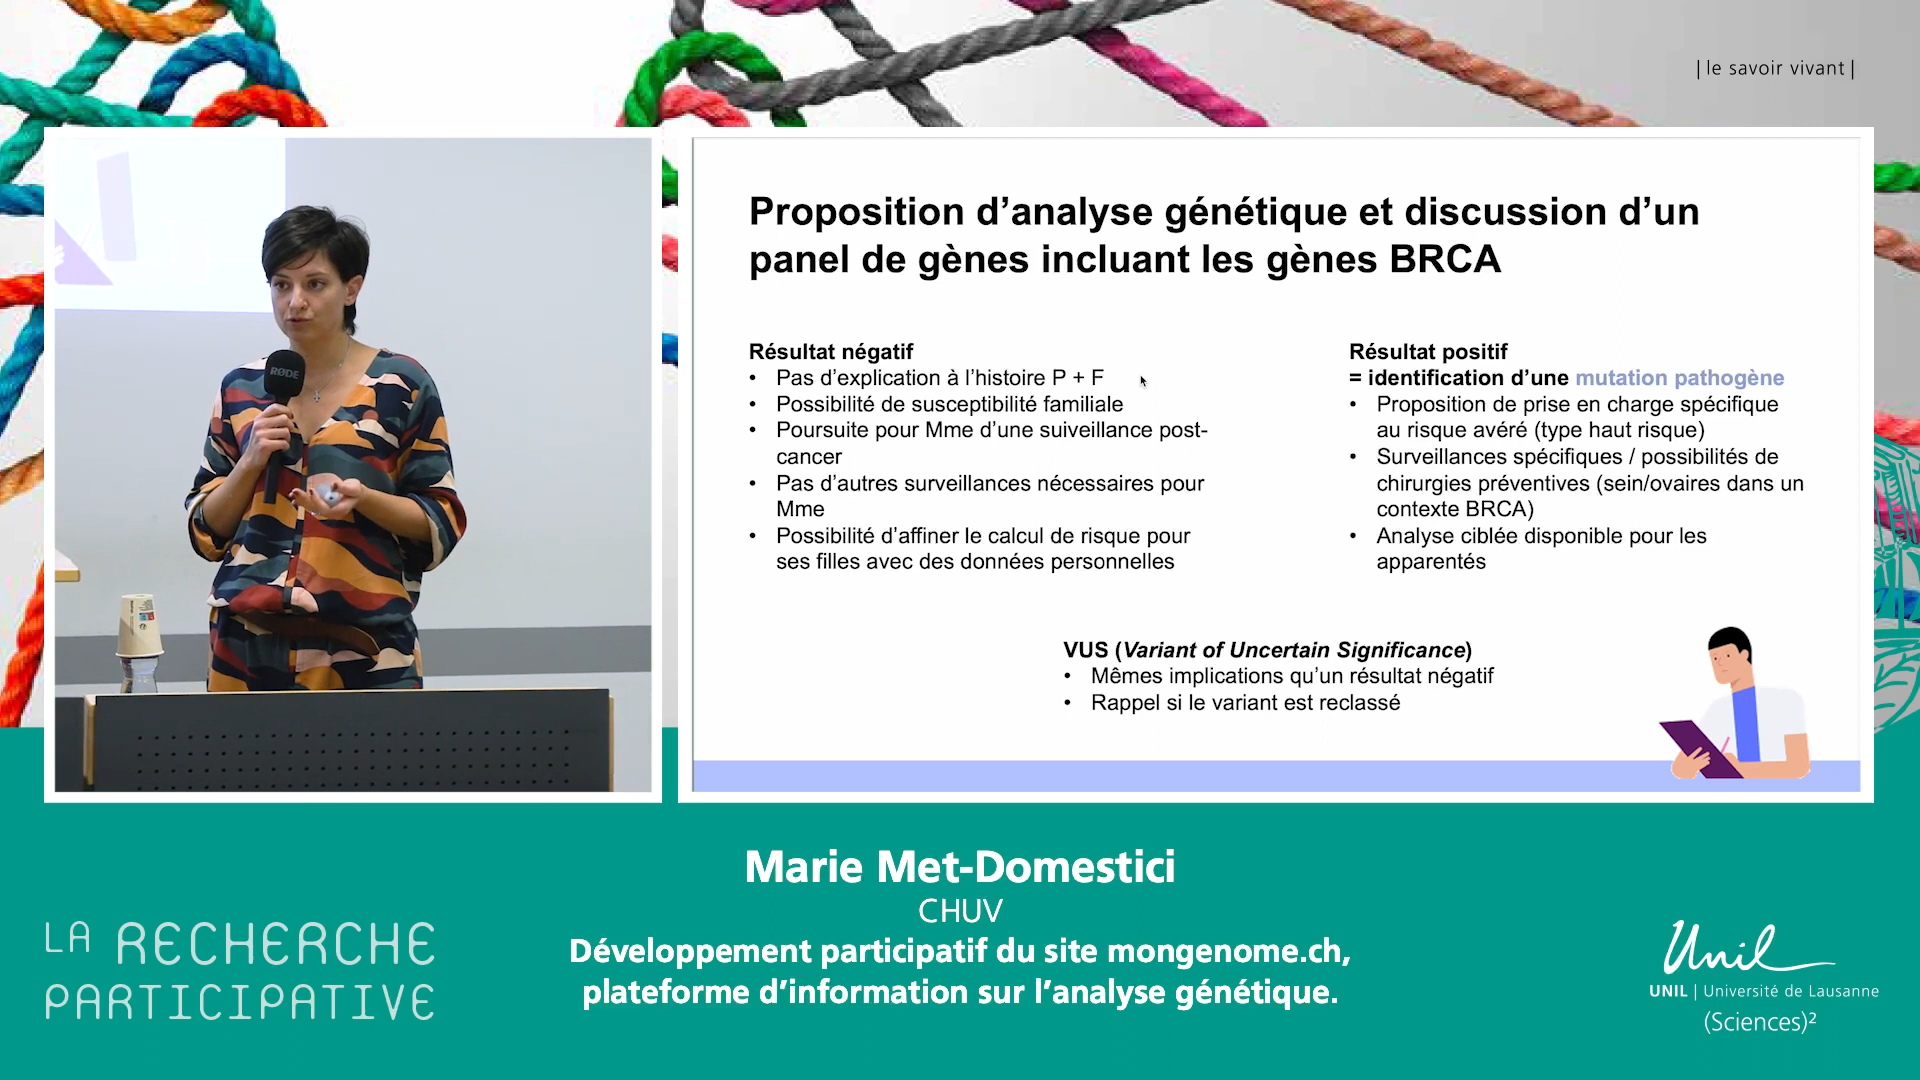 | le savoir vivant |
RØDE
Proposition d’analyse génétique et discussion d’un
panel de gènes incluant les gènes BRCA
Résultat négatif
• Pas d’explication à l’histoire P + F
• Possibilité de susceptibilité familiale
• Poursuite pour Mme d’une suiveillance post-
cancer
• Pas d’autres surveillances nécessaires pour
Mme
• Possibilité d’affiner le calcul de risque pour
ses filles avec des données personnelles
Résultat positif
= identification d’une mutation pathogène
• Proposition de prise en charge spécifique
au risque avéré (type haut risque)
• Surveillances spécifiques / possibilités de
chirurgies préventives (sein/ovaires dans un
contexte BRCA)
• Analyse ciblée disponible pour les
apparentés
VUS (Variant of Uncertain Significance)
• Mêmes implications qu’un résultat négatif
• Rappel si le variant est reclassé
Marie Met-Domestici
CHUV
Développement participatif du site mongenome.ch,
plateforme d’information sur l’analyse génétique.
LA RECHERCHE
PARTICIPATIVE
Unil
UNIL | Université de Lausanne
(Sciences)²